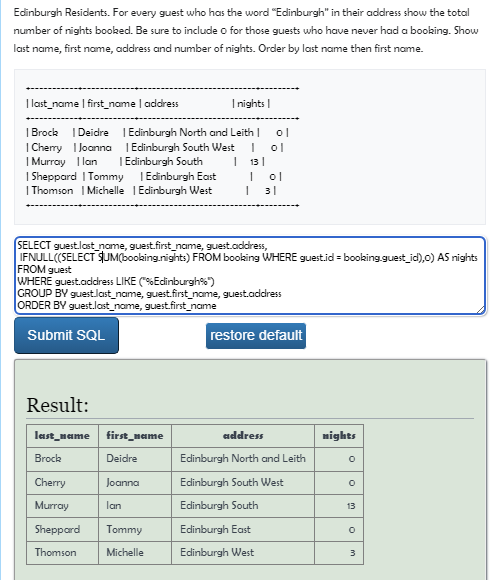 Edinburgh Residents. For every guest who has the word “Edinburgh” in their address show the total
number of nights booked. Be sure to include 0 for those guests who have never had a booking. Show
last name, first name, address and number of nights. Order by last name then first name.
+-----------+------------+---------------------------+--------+
| last_name | first_name | address | nights |
+-----------+------------+---------------------------+--------+
| Brock | Deidre | Edinburgh North and Leith | 0 |
| Cherry | Joanna | Edinburgh South West | 0 |
| Murray | Ian | Edinburgh South | 13 |
| Sheppard | Tommy | Edinburgh East | 0 |
| Thomson | Michelle | Edinburgh West | 3 |
+-----------+------------+---------------------------+--------+
SELECT guest.last_name, guest.first_name, guest.address,
IFNULL((SELECT SUM(booking.nights) FROM booking WHERE guest.id = booking.guest_id),0) AS nights
FROM guest
WHERE guest.address LIKE ("%Edinburgh%")
GROUP BY guest.last_name, guest.first_name, guest.address
ORDER BY guest.last_name, guest.first_name
Submit SQL restore default
Result:
last_name first_name address nights
Brock Deidre Edinburgh North and Leith 0
Cherry Joanna Edinburgh South West 0
Murray Ian Edinburgh South 13
Sheppard Tommy Edinburgh East 0
Thomson Michelle Edinburgh West 3